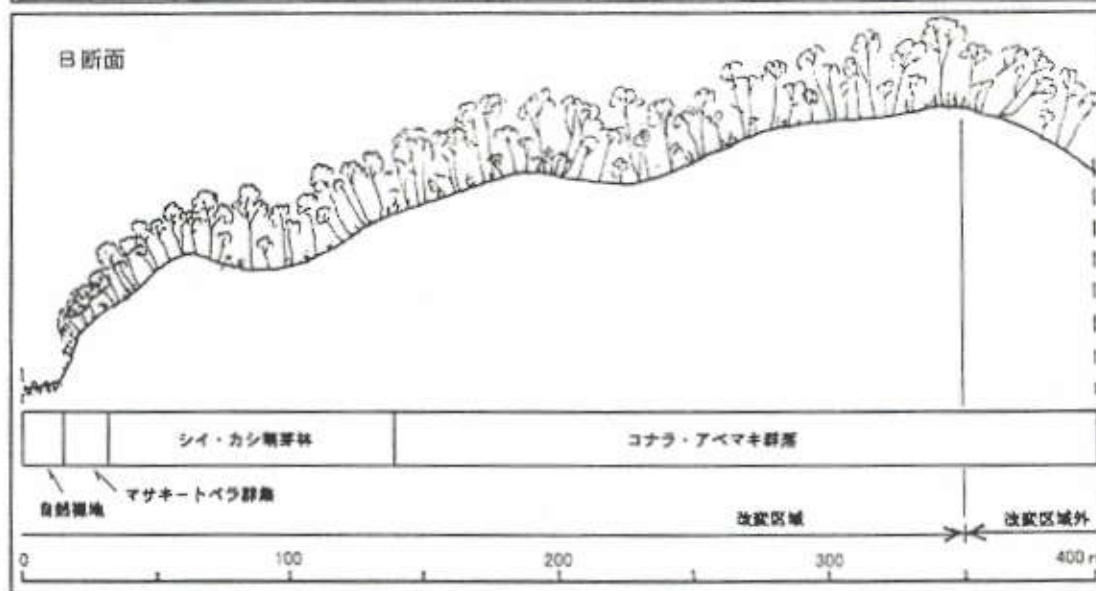 B断面
シイ・カシ萌芽林
コナラ・アベマキ群落
自然裸地
マサキートベラ群集
改変区域
改変区域外
0
100
200
300
400 m